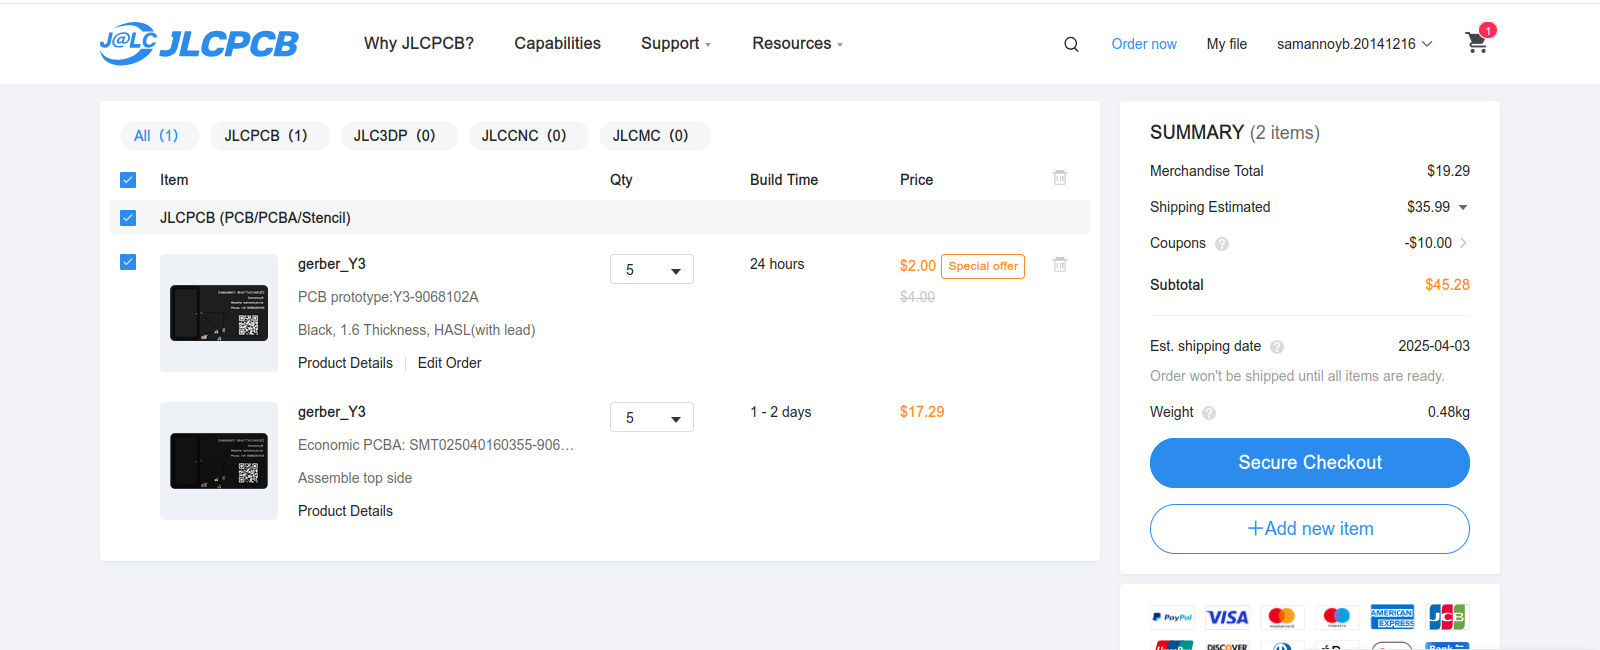 J@LC JLCPCB Why JLCPCB? Capabilities Support Resources Order now My file samannoyb.20141216 1
All (1) JLCPCB (1) JLC3DP (0) JLCCNC (0) JLCMC (0)
Item Qty Build Time Price
JLCPCB (PCB/PCBA/Stencil)
gerber_Y3 5 24 hours $2.00 Special offer
PCB prototype:Y3-9068102A $4.00
Black, 1.6 Thickness, HASL(with lead)
Product Details Edit Order
gerber_Y3 5 1 - 2 days $17.29
Economic PCBA: SMT025040160355-906…
Assemble top side
Product Details
SUMMARY (2 items)
Merchandise Total $19.29
Shipping Estimated $35.99
Coupons ? -$10.00
Subtotal $45.28
Est. shipping date ? 2025-04-03
Order won't be shipped until all items are ready.
Weight ? 0.48kg
Secure Checkout
+Add new item
PayPal VISA mastercard maestro AMERICAN EXPRESS JCB
DISCOVER Bank